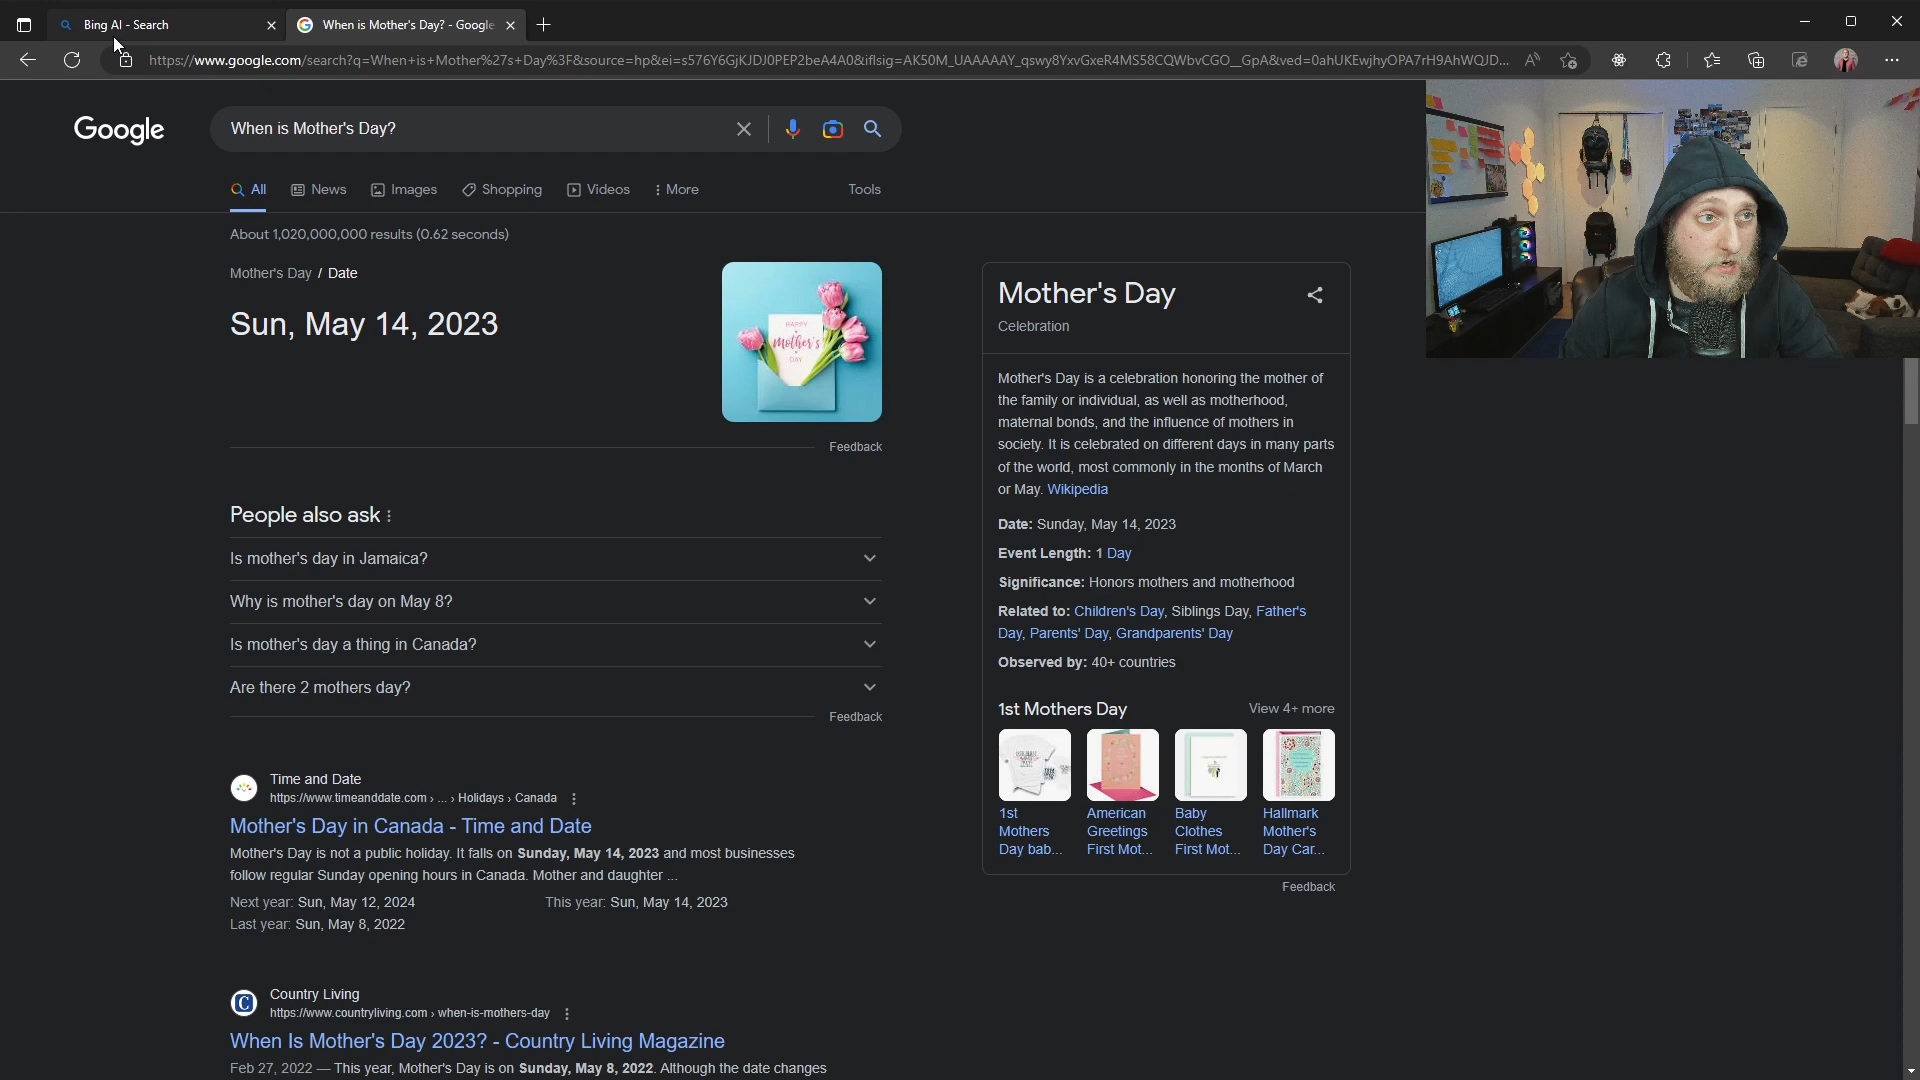 Bing AI - Search
When is Mother's Day? - Google
https://www.google.com/search?q=When+is+Mother%27s+Day%3F&source=hp&ei=s576Y6GjKJDJ0PEP2beA4A0&iflsig=AK50M_UAAAAAY_qswy8YxvGxeR4MS58CQWbvCGO__GpA&ved=0ahUKEwjhyOPA7rH9AhWQJD...
Google
When is Mother's Day?
All
News
Images
Shopping
Videos
More
Tools
About 1,020,000,000 results (0.62 seconds)
Mother's Day / Date
Sun, May 14, 2023
HAPPY
mother's
DAY
Feedback
People also ask
Is mother's day in Jamaica?
Why is mother's day on May 8?
Is mother's day a thing in Canada?
Are there 2 mothers day?
Feedback
Time and Date
https://www.timeanddate.com › ... › Holidays › Canada
Mother's Day in Canada - Time and Date
Mother's Day is not a public holiday. It falls on Sunday, May 14, 2023 and most businesses
follow regular Sunday opening hours in Canada. Mother and daughter ...
Next year: Sun, May 12, 2024
This year: Sun, May 14, 2023
Last year: Sun, May 8, 2022
C
Country Living
https://www.countryliving.com › when-is-mothers-day
When Is Mother's Day 2023? - Country Living Magazine
Feb 27, 2022 — This year, Mother's Day is on Sunday, May 8, 2022. Although the date changes
Mother's Day
Celebration
Mother's Day is a celebration honoring the mother of
the family or individual, as well as motherhood,
maternal bonds, and the influence of mothers in
society. It is celebrated on different days in many parts
of the world, most commonly in the months of March
or May. Wikipedia
Date: Sunday, May 14, 2023
Event Length: 1 Day
Significance: Honors mothers and motherhood
Related to: Children's Day, Siblings Day, Father's
Day, Parents' Day, Grandparents' Day
Observed by: 40+ countries
1st Mothers Day
View 4+ more
1st
Mothers
Day bab...
American
Greetings
First Mot...
Baby
Clothes
First Mot...
Hallmark
Mother's
Day Car...
Feedback